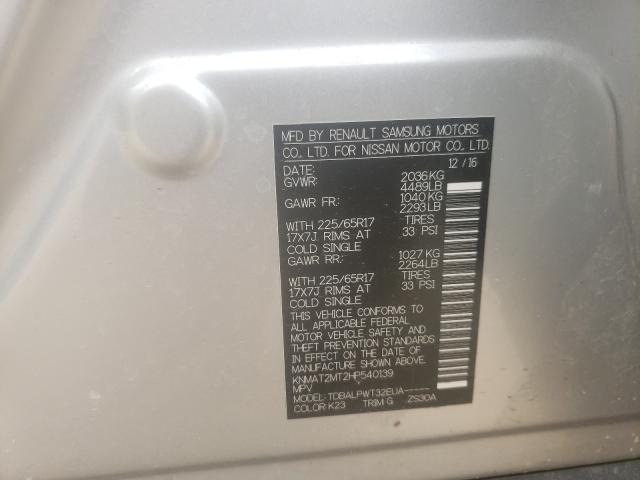 MFD BY RENAULT SAMSUNG MOTORS
CO., LTD. FOR NISSAN MOTOR CO., LTD.
DATE: 12 / 16
GVWR: 2036 KG
4489LB
GAWR FR: 1040 KG
2293LB
WITH 225/65R17 TIRES
17X7J RIMS AT 33 PSI
COLD SINGLE
GAWR RR: 1027 KG
2264LB
WITH 225/65R17 TIRES
17X7J RIMS AT 33 PSI
COLD SINGLE
THIS VEHICLE CONFORMS TO
ALL APPLICABLE FEDERAL
MOTOR VEHICLE SAFETY AND
THEFT PREVENTION STANDARDS
IN EFFECT ON THE DATE OF
MANUFACTURE SHOWN ABOVE.
KNMAT2MT2HP540139
MPV
MODEL: TDBALPWT32EUA-----
COLOR K23 TRIM G ZS30A